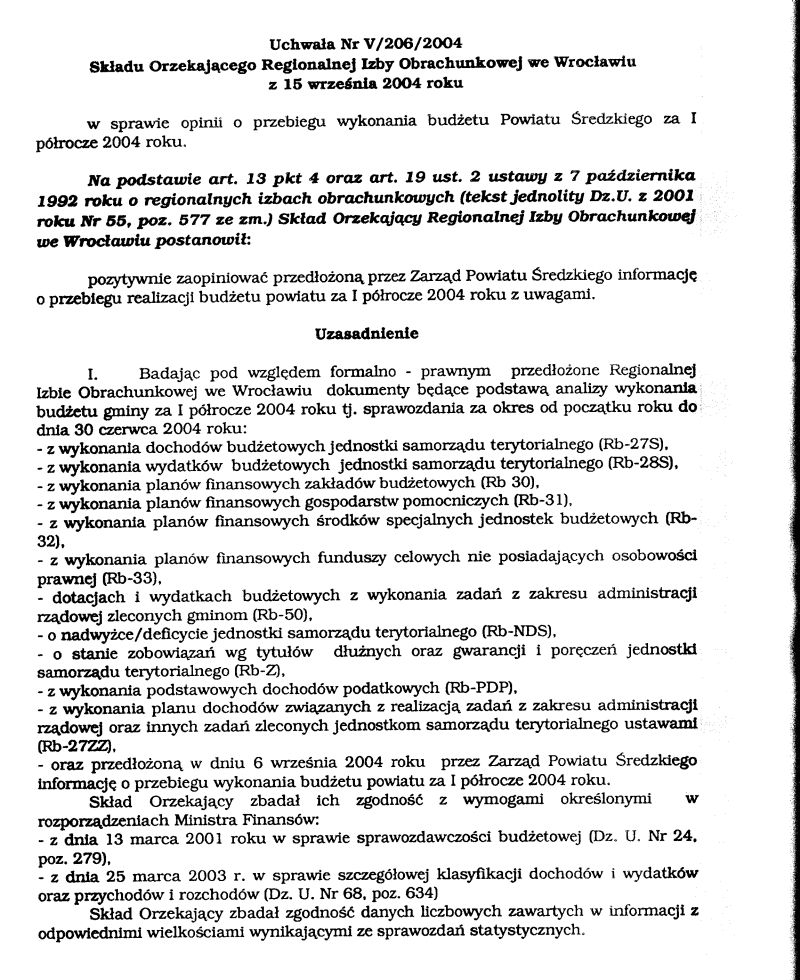 Uchwała Nr V/206/2004
Składu Orzekającego Regionalnej Izby Obrachunkowej we Wrocławiu
z 15 września 2004 roku
w sprawie opinii o przebiegu wykonania budżetu Powiatu Średzkiego za I
półrocze 2004 roku.
Na podstawie art. 13 pkt 4 oraz art. 19 ust. 2 ustawy z 7 października
1992 roku o regionalnych izbach obrachunkowych (tekst jednolity Dz.U. z 2001
roku Nr 55, poz. 577 ze zm.) Skład Orzekający Regionalnej Izby Obrachunkowej
we Wrocławiu postanowił:
pozytywnie zaopiniować przedłożoną przez Zarząd Powiatu Średzkiego informację
o przebiegu realizacji budżetu powiatu za I półrocze 2004 roku z uwagami.
Uzasadnienie
I. Badając pod względem formalno - prawnym przedłożone Regionalnej
Izbie Obrachunkowej we Wrocławiu dokumenty będące podstawą analizy wykonania
budżetu gminy za I półrocze 2004 roku tj. sprawozdania za okres od początku roku do
dnia 30 czerwca 2004 roku:
- z wykonania dochodów budżetowych jednostki samorządu terytorialnego (Rb-27S),
- z wykonania wydatków budżetowych jednostki samorządu terytorialnego (Rb-28S),
- z wykonania planów finansowych zakładów budżetowych (Rb 30),
- z wykonania planów finansowych gospodarstw pomocniczych (Rb-31),
- z wykonania planów finansowych środków specjalnych jednostek budżetowych (Rb-
32),
- z wykonania planów finansowych funduszy celowych nie posiadających osobowości
prawnej (Rb-33),
- dotacjach i wydatkach budżetowych z wykonania zadań z zakresu administracji
rządowej zleconych gminom (Rb-50),
- o nadwyżce/deficycie jednostki samorządu terytorialnego (Rb-NDS),
- o stanie zobowiązań wg tytułów dłużnych oraz gwarancji i poręczeń jednostki
samorządu terytorialnego (Rb-Z),
- z wykonania podstawowych dochodów podatkowych (Rb-PDP),
- z wykonania planu dochodów związanych z realizacją zadań z zakresu administracji
rządowej oraz innych zadań zleconych jednostkom samorządu terytorialnego ustawami
(Rb-27ZZ),
- oraz przedłożoną w dniu 6 września 2004 roku przez Zarząd Powiatu Średzkiego
informację o przebiegu wykonania budżetu powiatu za I półrocze 2004 roku.
Skład Orzekający zbadał ich zgodność z wymogami określonymi w
rozporządzeniach Ministra Finansów:
- z dnia 13 marca 2001 roku w sprawie sprawozdawczości budżetowej (Dz. U. Nr 24,
poz. 279),
- z dnia 25 marca 2003 r. w sprawie szczegółowej klasyfikacji dochodów i wydatków
oraz przychodów i rozchodów (Dz. U. Nr 68, poz. 634)
Skład Orzekający zbadał zgodność danych liczbowych zawartych w informacji z
odpowiednimi wielkościami wynikającymi ze sprawozdań statystycznych.